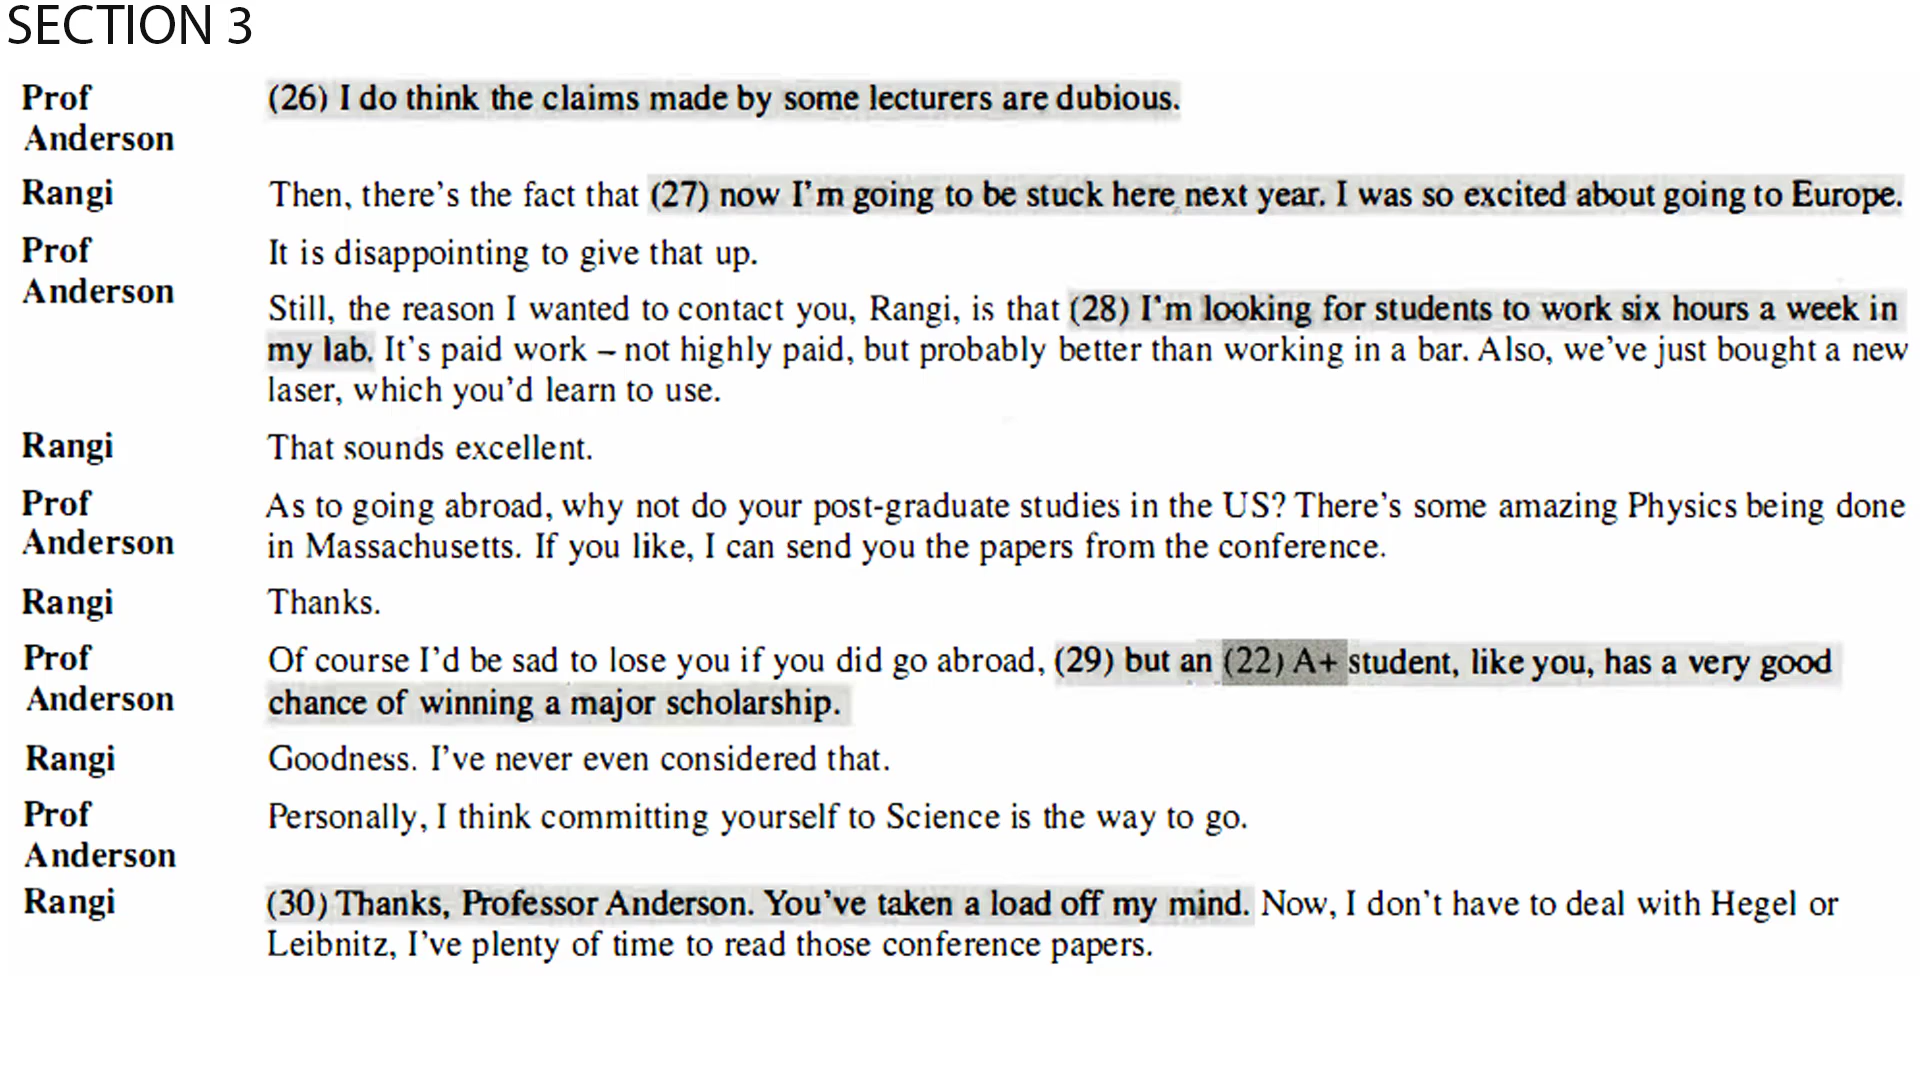 SECTION 3
Prof (26) I do think the claims made by some lecturers are dubious.
Anderson
Rangi Then, there's the fact that (27) now I'm going to be stuck here next year. I was so excited about going to Europe.
Prof It is disappointing to give that up.
Anderson Still, the reason I wanted to contact you, Rangi, is that (28) I'm looking for students to work six hours a week in
my lab. It's paid work – not highly paid, but probably better than working in a bar. Also, we've just bought a new
laser, which you'd learn to use.
Rangi That sounds excellent.
Prof As to going abroad, why not do your post-graduate studies in the US? There's some amazing Physics being done
Anderson in Massachusetts. If you like, I can send you the papers from the conference.
Rangi Thanks.
Prof Of course I'd be sad to lose you if you did go abroad, (29) but an (22) A+ student, like you, has a very good
Anderson chance of winning a major scholarship.
Rangi Goodness. I've never even considered that.
Prof Personally, I think committing yourself to Science is the way to go.
Anderson
Rangi (30) Thanks, Professor Anderson. You've taken a load off my mind. Now, I don't have to deal with Hegel or
Leibnitz, I've plenty of time to read those conference papers.